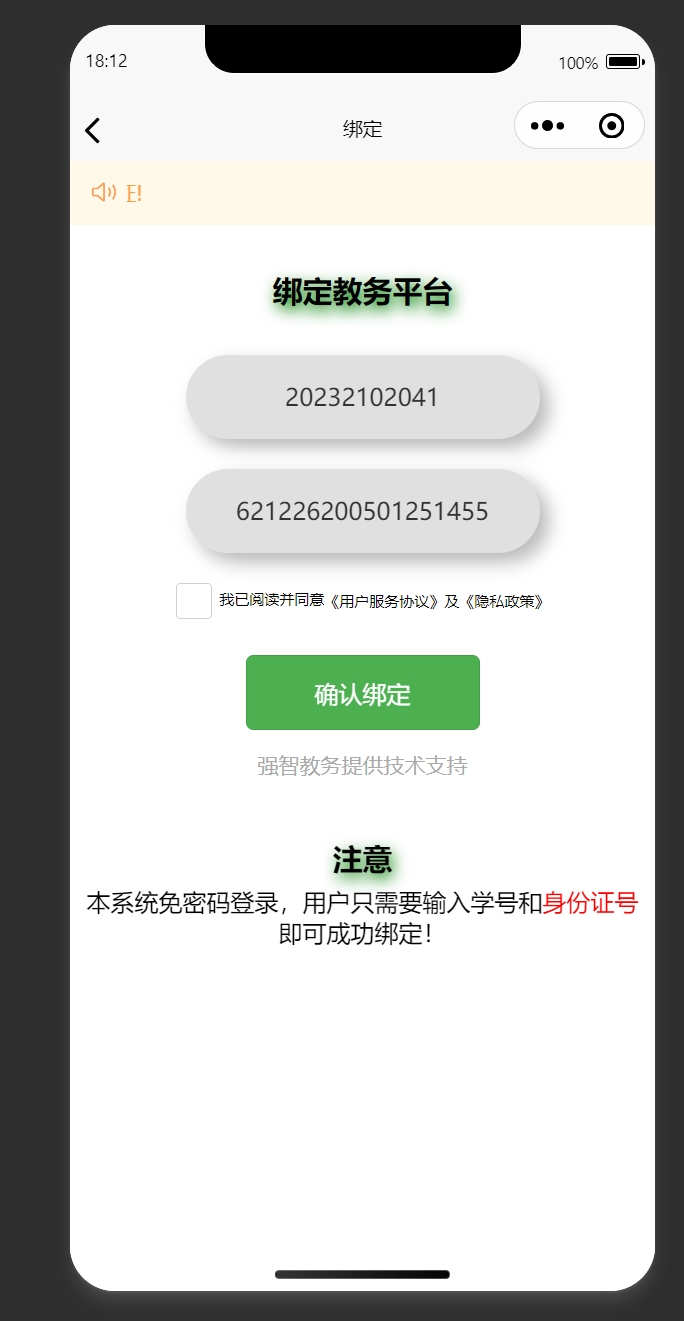 18:12
100%
绑定
E!
绑定教务平台
20232102041
621226200501251455
我已阅读并同意《用户服务协议》及《隐私政策》
确认绑定
强智教务提供技术支持
注意
本系统免密码登录，用户只需要输入学号和身份证号
即可成功绑定！